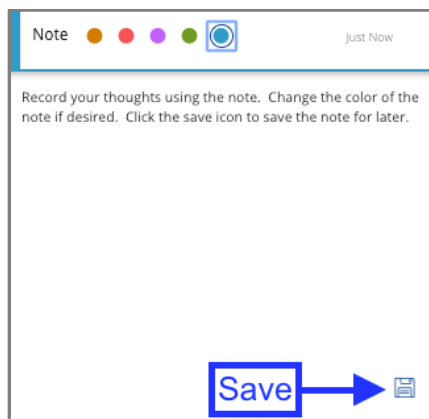 Note
Just Now
Record your thoughts using the note.  Change the color of the
note if desired.  Click the save icon to save the note for later.
Save